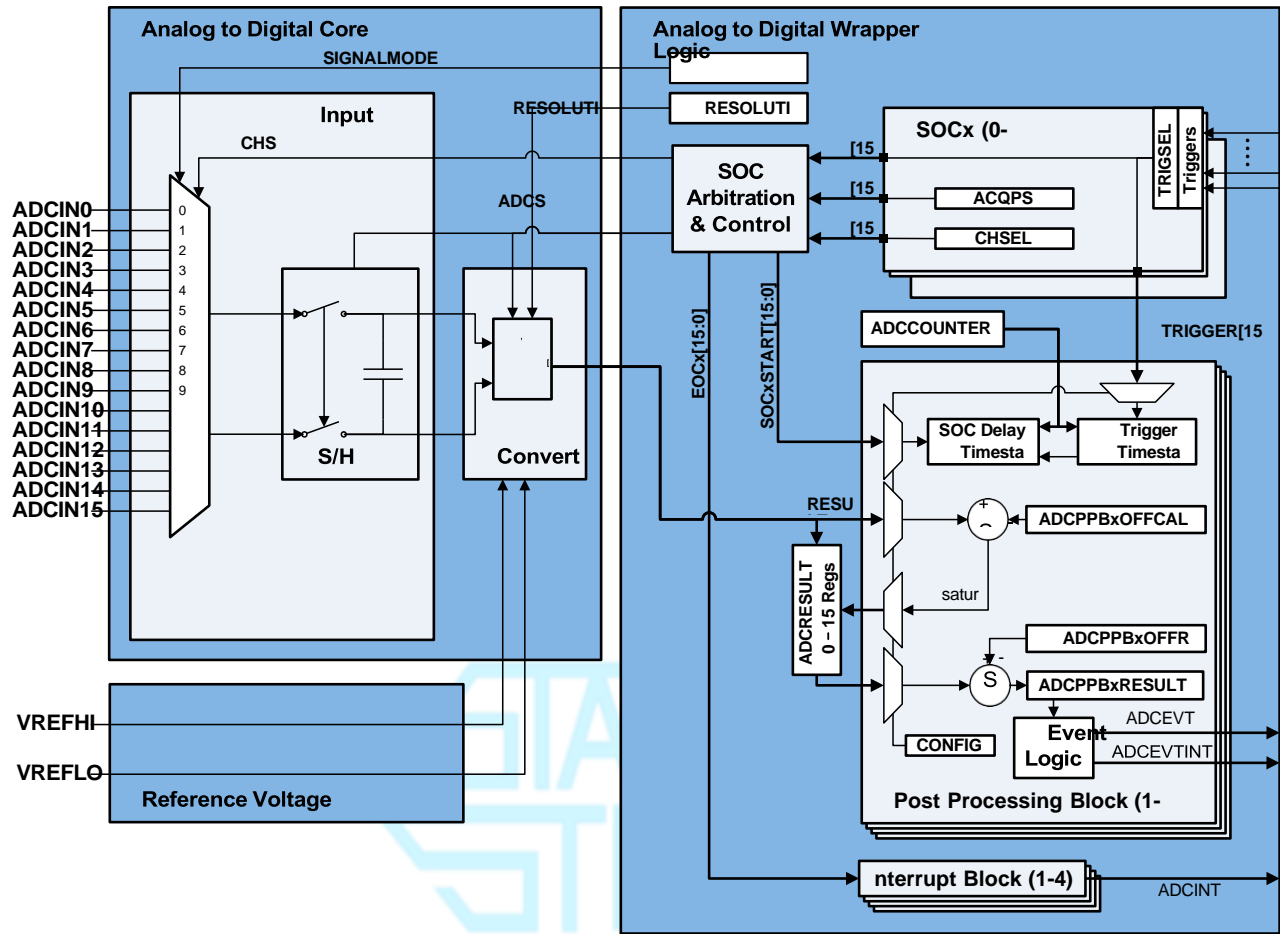 Analog to Digital Core
SIGNALMODE
RESOLUTI
Input
CHS
ADCS
ADCIN0
ADCIN1
ADCIN2
ADCIN3
ADCIN4
ADCIN5
ADCIN6
ADCIN7
ADCIN8
ADCIN9
ADCIN10
ADCIN11
ADCIN12
ADCIN13
ADCIN14
ADCIN15
0
1
2
3
4
5
6
7
8
9
S/H
Convert
VREFHI
VREFLO
Reference Voltage
Analog to Digital Wrapper
Logic
RESOLUTI
SOC
Arbitration
& Control
SOCx (0-
[15
[15
[15
ACQPS
CHSEL
TRIGSEL
Triggers
EOCx[15:0]
SOCxSTART[15:0]
ADCCOUNTER
TRIGGER[15
SOC Delay
Timesta
Trigger
Timesta
RESU
+
ADCPPBxOFFCAL
ADCRESULT
0 – 15 Regs
satur
ADCPPBxOFFR
S
ADCPPBxRESULT
CONFIG
Event
Logic
ADCEVT
ADCEVTINT
Post Processing Block (1-
nterrupt Block (1-4)
ADCINT